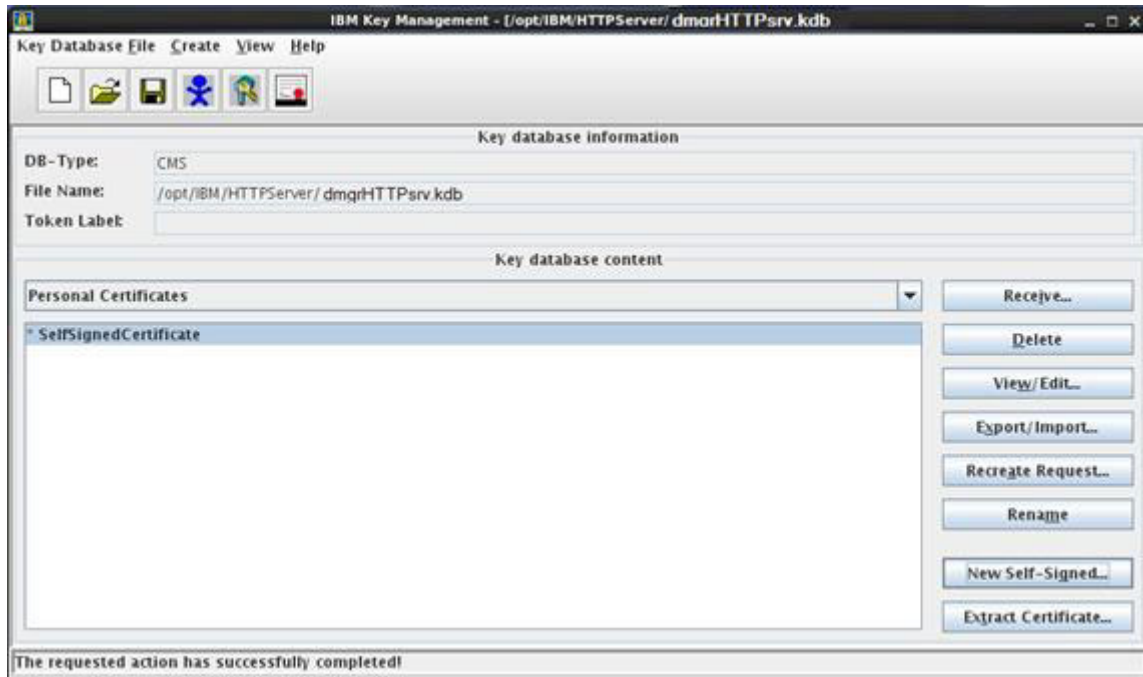 IBM Key Management - [/opt/IBM/HTTPServer/ dmqrHTTPsrv.kdb
Key Database File Create View Help
Key database information
DB-Type: CMS
File Name: /opt/IBM/HTTPServer/ dmqrHTTPsrv.kdb
Token Label:
Key database content
Personal Certificates
Receive...
* SelfSignedCertificate
Delete
View/Edit...
Export/Import...
Recreate Request...
Rename
New Self-Signed...
Extract Certificate...
The requested action has successfully completed!